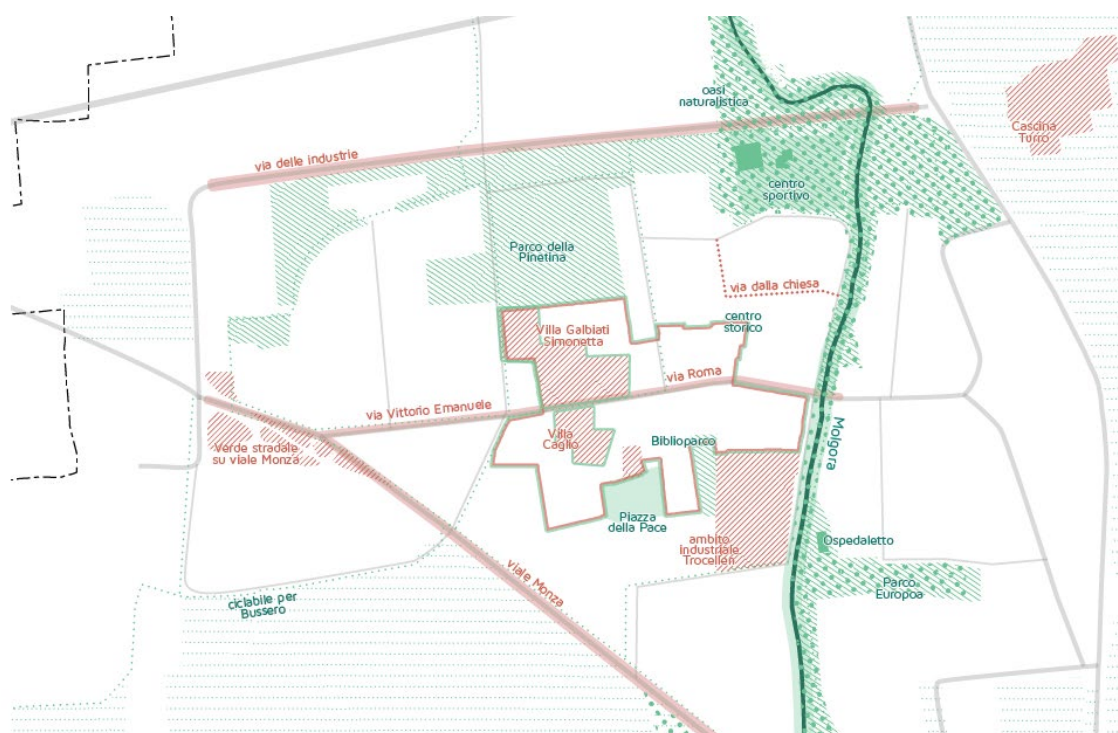 oasi
naturalistica
Cascina
Turro
via delle industrie
centro
sportivo
Parco della
Pinetina
via dalla chiesa
centro
storico
Villa Galbiati
Simonetta
via Roma
via Vittorio Emanuele
Villa
Caglio
Biblioparco
Molgora
Verde stradale
su viale Monza
Piazza
della Pace
ambito
industriale
Trocellen
Ospedaletto
viale Monza
Parco
Europoa
ciclabile per
Bussero